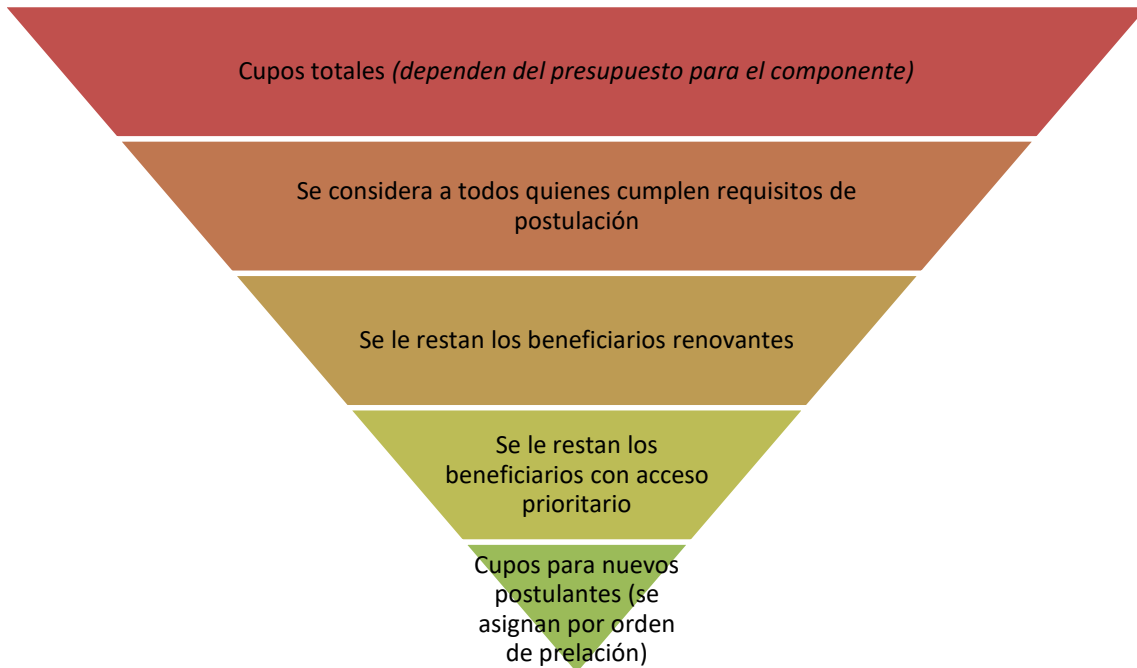 Cupos totales (dependen del presupuesto para el componente)
Se considera a todos quienes cumplen requisitos de
postulación
Se le restan los beneficiarios renovantes
Se le restan los
beneficiarios con acceso
prioritario
Cupos para nuevos
postulantes (se
asignan por orden
de prelación)